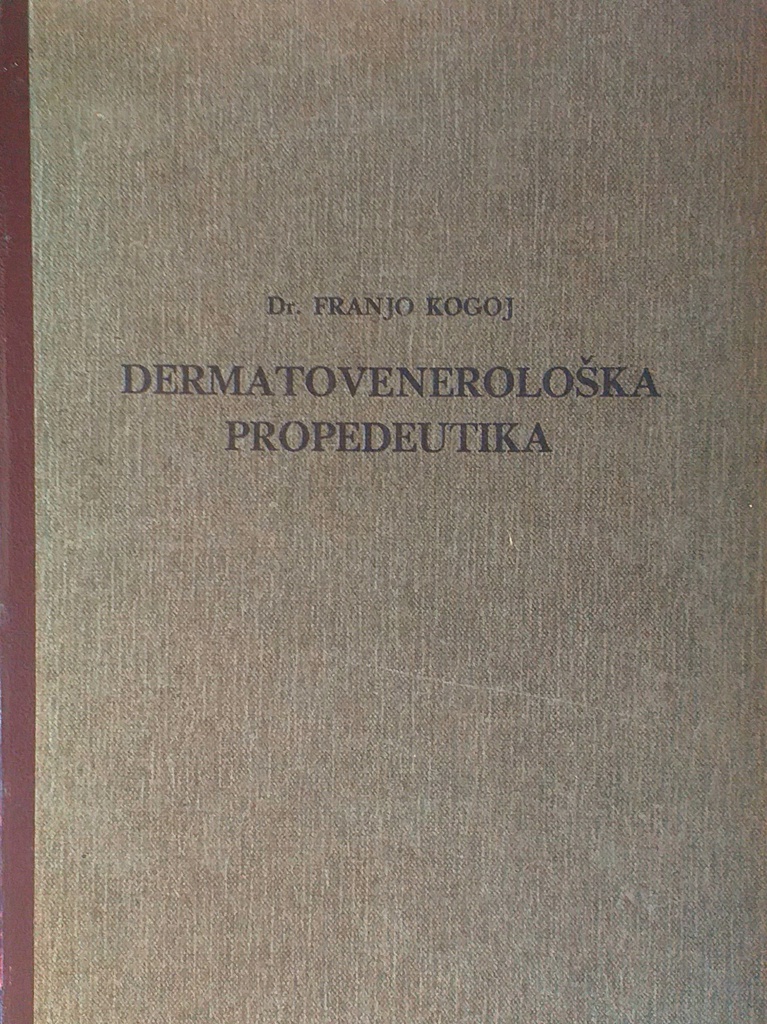 Dr. FRANJO KOGOJ
DERMATOVENEROLOŠKA
PROPEDEUTIKA